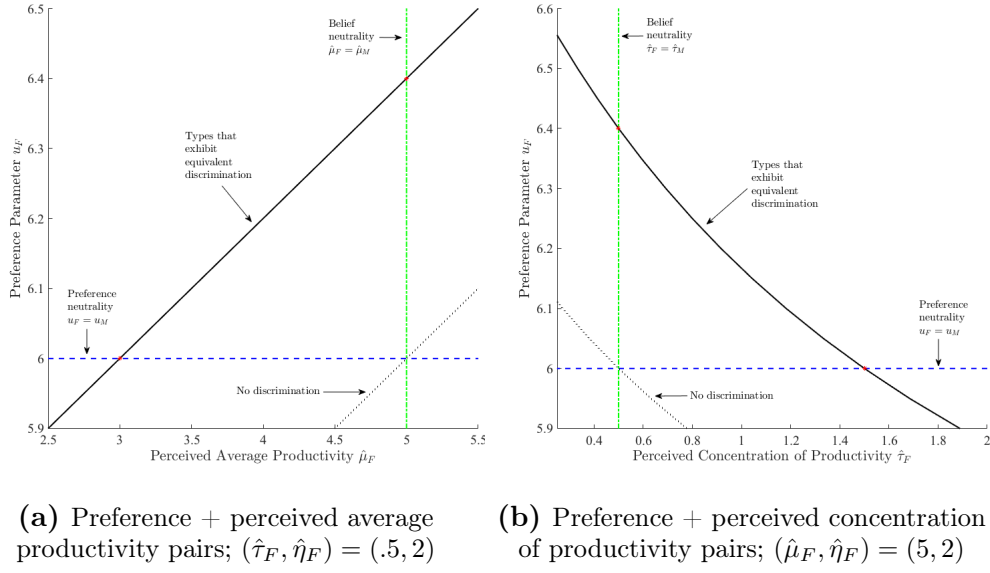 6.5
6.4
6.3
6.2
6.1
6
5.9
Preference Parameter u_F
Belief
neutrality
μ̂_F = μ̂_M
Types that
exhibit
equivalent
discrimination
Preference
neutrality
u_F = u_M
No discrimination
2.5 3 3.5 4 4.5 5 5.5
Perceived Average Productivity μ̂_F
6.6
6.5
6.4
6.3
6.2
6.1
6
5.9
Preference Parameter u_F
Belief
neutrality
τ̂_F = τ̂_M
Types that
exhibit
equivalent
discrimination
Preference
neutrality
u_F = u_M
No discrimination
0.4 0.6 0.8 1 1.2 1.4 1.6 1.8 2
Perceived Concentration of Productivity τ̂_F
(a) Preference + perceived average
productivity pairs; (τ̂_F, η̂_F) = (.5, 2)
(b) Preference + perceived concentration
of productivity pairs; (μ̂_F, η̂_F) = (5, 2)